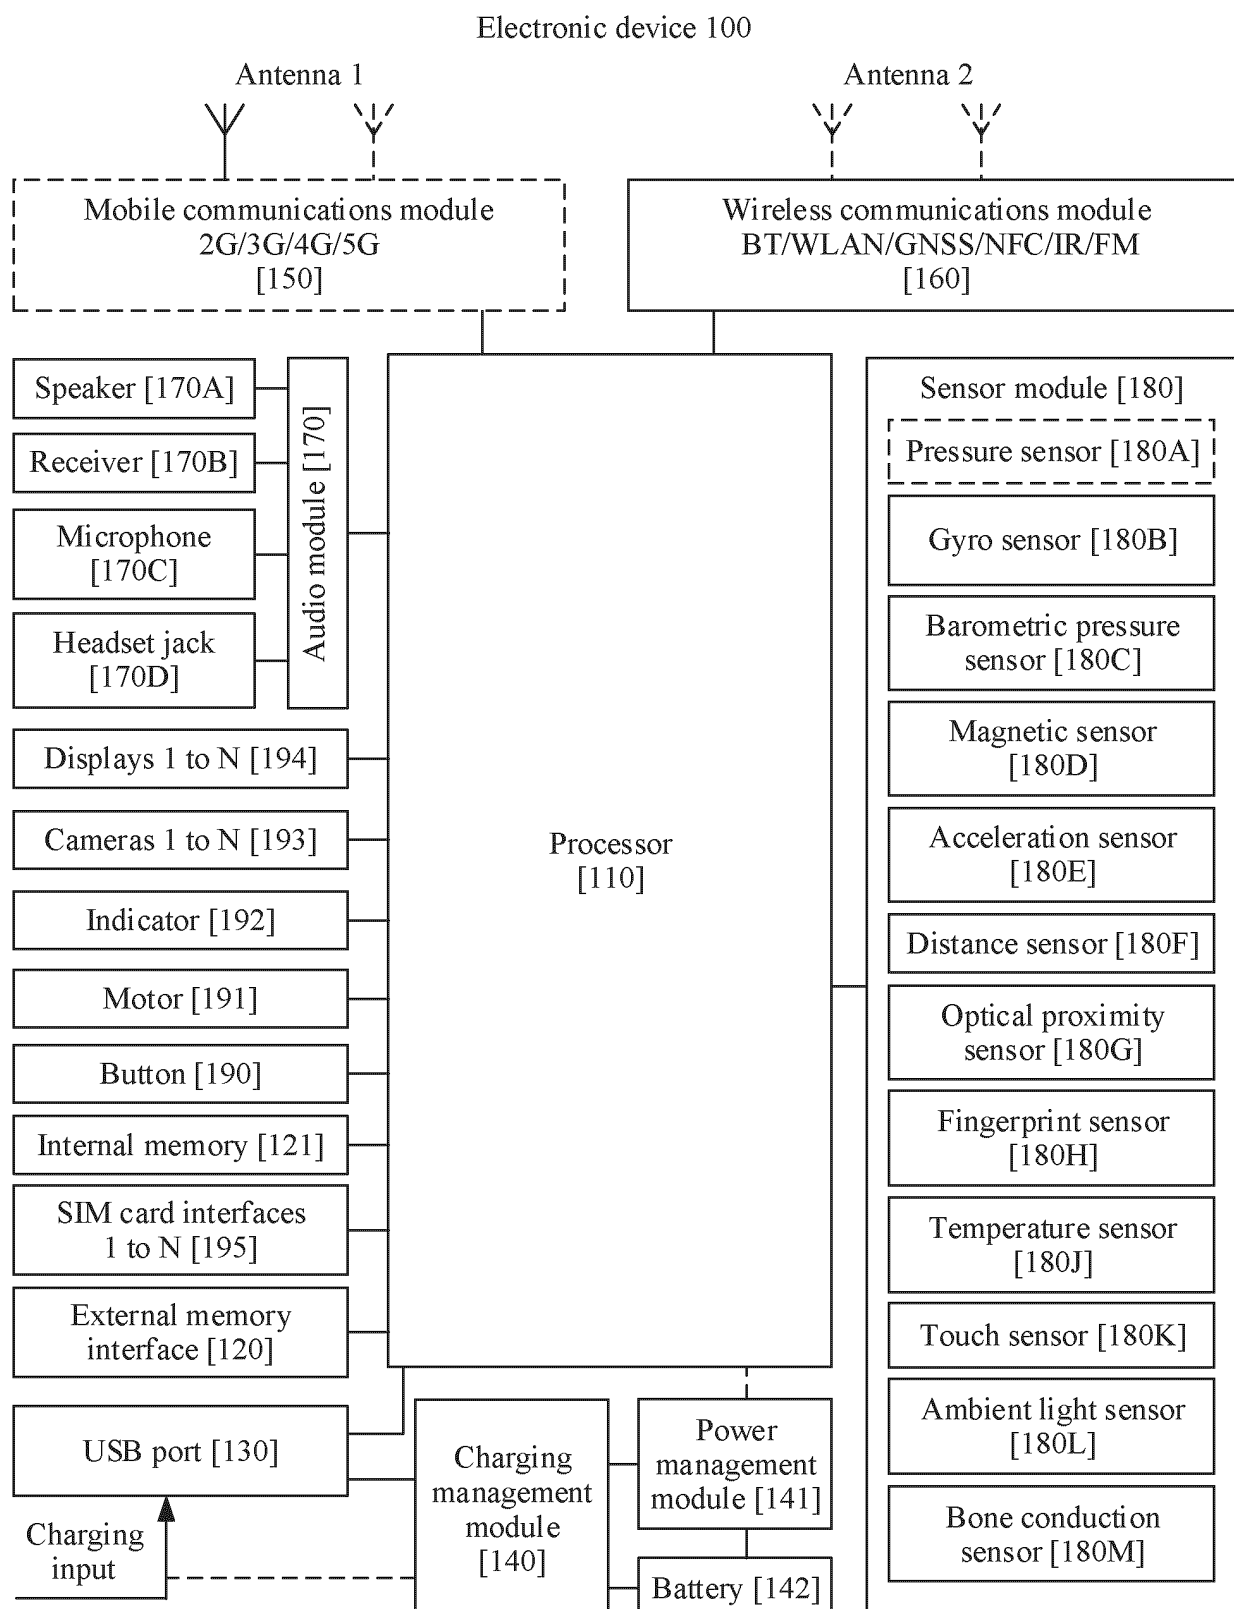 Electronic device 100
Antenna 1
Antenna 2
Mobile communications module
2G/3G/4G/5G
[150]
Wireless communications module
BT/WLAN/GNSS/NFC/IR/FM
[160]
Speaker [170A]
Receiver [170B]
Microphone
[170C]
Headset jack
[170D]
Audio module [170]
Displays 1 to N [194]
Cameras 1 to N [193]
Indicator [192]
Motor [191]
Button [190]
Internal memory [121]
SIM card interfaces
1 to N [195]
External memory
interface [120]
USB port [130]
Charging
input
Processor
[110]
Charging
management
module
[140]
Power
management
module [141]
Battery [142]
Sensor module [180]
Pressure sensor [180A]
Gyro sensor [180B]
Barometric pressure
sensor [180C]
Magnetic sensor
[180D]
Acceleration sensor
[180E]
Distance sensor [180F]
Optical proximity
sensor [180G]
Fingerprint sensor
[180H]
Temperature sensor
[180J]
Touch sensor [180K]
Ambient light sensor
[180L]
Bone conduction
sensor [180M]